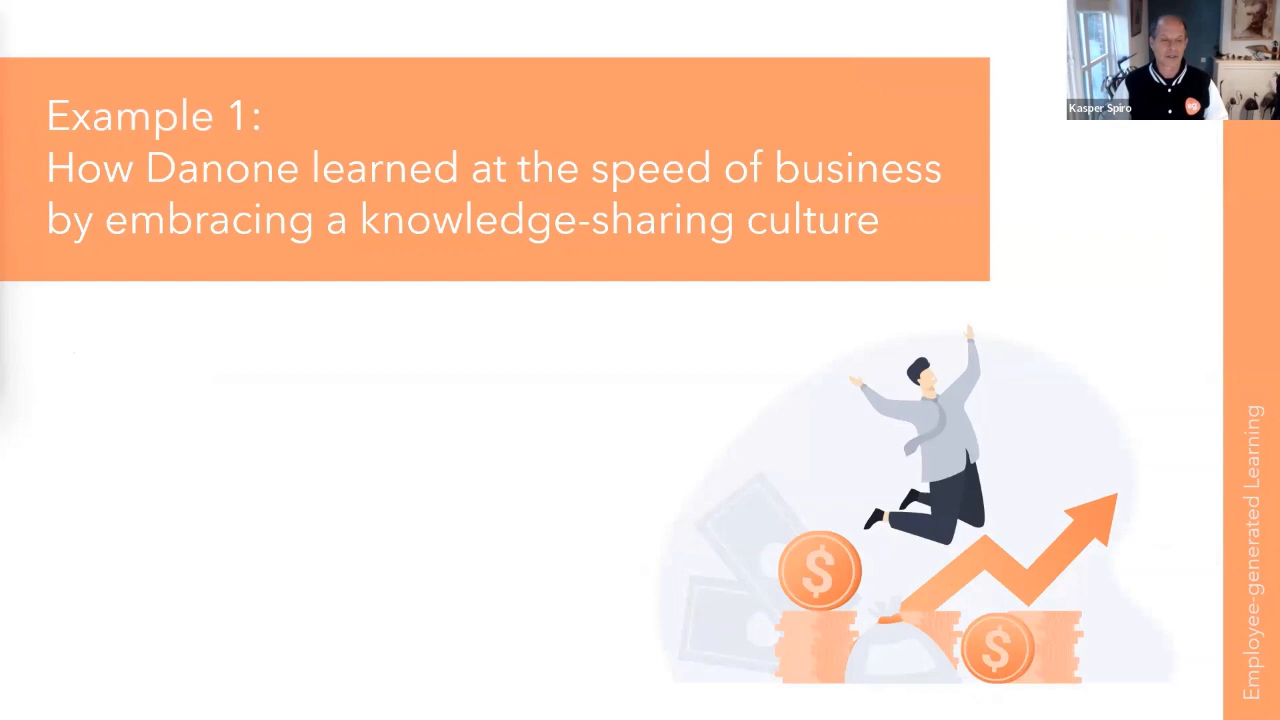 Example 1:
How Danone learned at the speed of business
by embracing a knowledge-sharing culture
Kasper Spiro
$
$
Employee-generated Learning